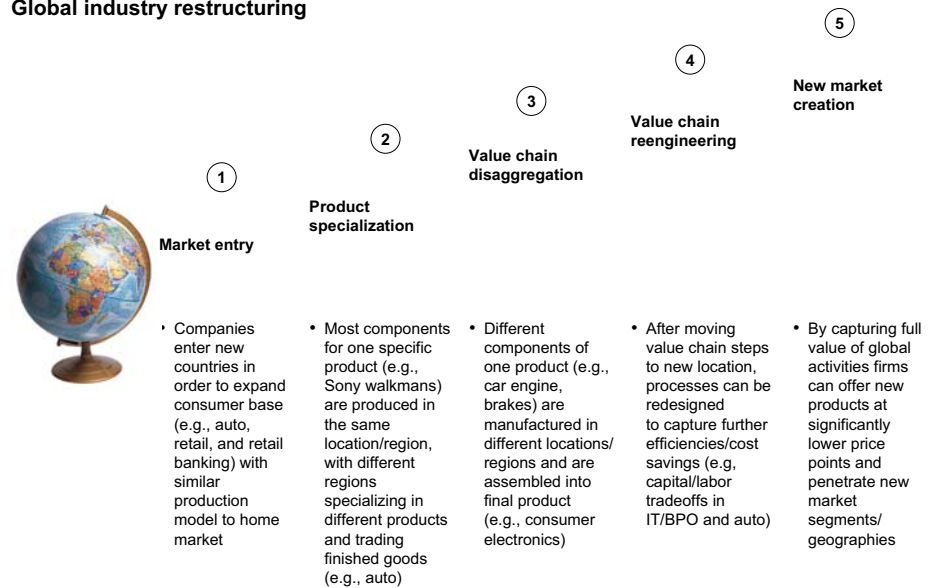 Global industry restructuring
1
Market entry
• Companies
enter new
countries in
order to expand
consumer base
(e.g., auto,
retail, and retail
banking) with
similar
production
model to home
market
2
Product
specialization
• Most components
for one specific
product (e.g.,
Sony walkmans)
are produced in
the same
location/region,
with different
regions
specializing in
different products
and trading
finished goods
(e.g., auto)
3
Value chain
disaggregation
• Different
components of
one product (e.g.,
car engine,
brakes) are
manufactured in
different locations/
regions and are
assembled into
final product
(e.g., consumer
electronics)
4
Value chain
reengineering
• After moving
value chain steps
to new location,
processes can be
redesigned
to capture further
efficiencies/cost
savings (e.g,
capital/labor
tradeoffs in
IT/BPO and auto)
5
New market
creation
• By capturing full
value of global
activities firms
can offer new
products at
significantly
lower price
points and
penetrate new
market
segments/
geographies